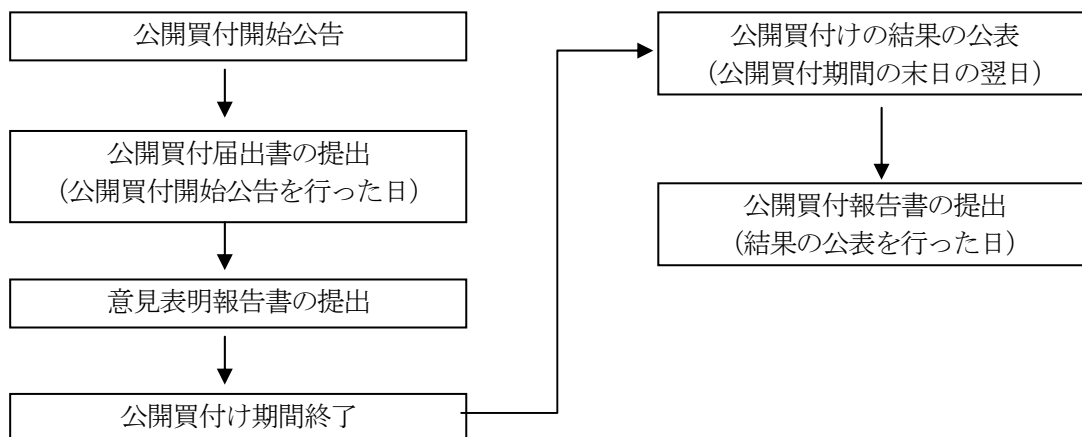 公開買付開始公告
公開買付届出書の提出
(公開買付開始公告を行った日)
意見表明報告書の提出
公開買付け期間終了
公開買付けの結果の公表
(公開買付期間の末日の翌日)
公開買付報告書の提出
(結果の公表を行った日)